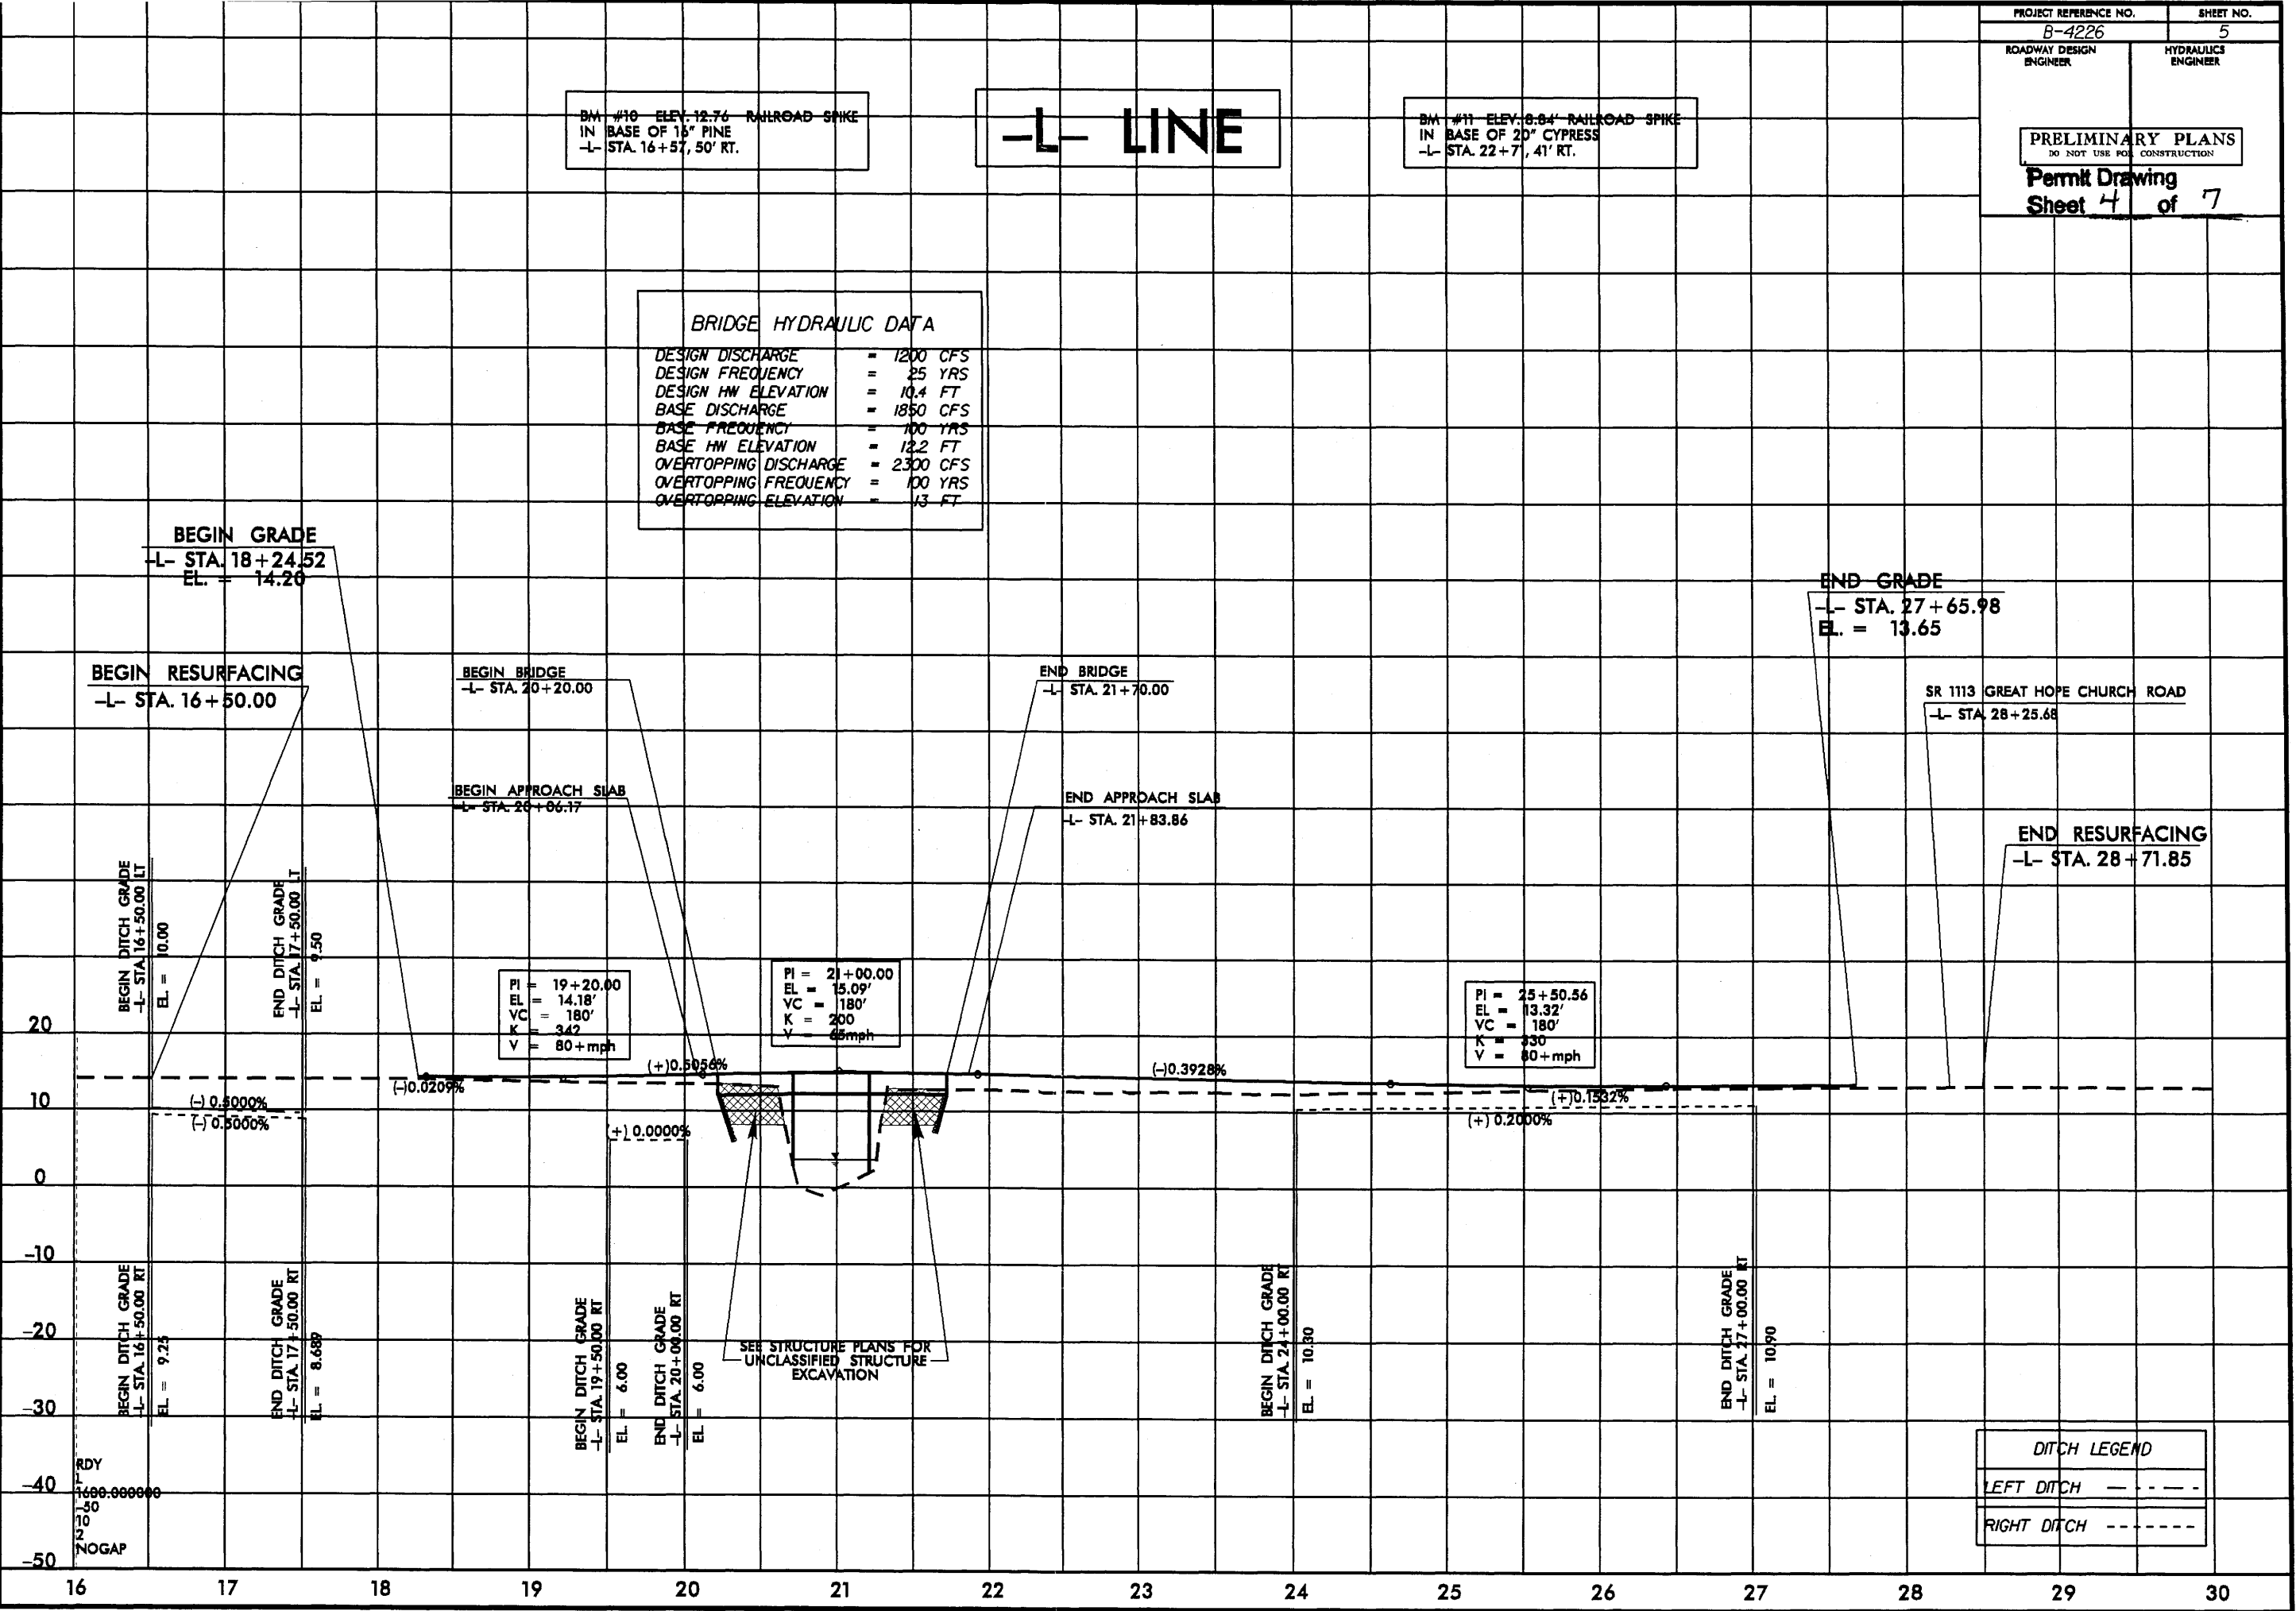 PROJECT REFERENCE NO. SHEET NO.
B-4226 5
ROADWAY DESIGN ENGINEER HYDRAULICS ENGINEER
PRELIMINARY PLANS
DO NOT USE FOR CONSTRUCTION
Permit Drawing
Sheet 4 of 7
BM #10 ELEV. 12.76 RAILROAD SPIKE
IN BASE OF 16" PINE
-L- STA. 16+57, 50' RT.
-L- LINE
BM #11 ELEV. 8.84' RAILROAD SPIKE
IN BASE OF 20" CYPRESS
-L- STA. 22+71, 41' RT.
BRIDGE HYDRAULIC DATA
DESIGN DISCHARGE = 1200 CFS
DESIGN FREQUENCY = 25 YRS
DESIGN HW ELEVATION = 10.4 FT
BASE DISCHARGE = 1850 CFS
BASE FREQUENCY = 100 YRS
BASE HW ELEVATION = 12.2 FT
OVERTOPPING DISCHARGE = 2300 CFS
OVERTOPPING FREQUENCY = 100 YRS
OVERTOPPING ELEVATION = 13 FT
BEGIN GRADE
-L- STA. 18+24.52
EL. = 14.20
END GRADE
-L- STA. 27+65.98
EL. = 13.65
BEGIN RESURFACING
-L- STA. 16+50.00
BEGIN BRIDGE
-L- STA. 20+20.00
END BRIDGE
-L- STA. 21+70.00
SR 1113 GREAT HOPE CHURCH ROAD
-L- STA. 28+25.68
BEGIN APPROACH SLAB
-L- STA. 20+06.17
END APPROACH SLAB
-L- STA. 21+83.86
END RESURFACING
-L- STA. 28+71.85
BEGIN DITCH GRADE
-L- STA. 16+50.00 LT
EL = 10.00
END DITCH GRADE
-L- STA. 17+50.00 LT
EL = 9.50
PI = 19+20.00
EL = 14.18'
VC = 180'
K = 342
V = 80+mph
PI = 21+00.00
EL = 15.09'
VC = 180'
K = 200
V = 65mph
PI = 25+50.56
EL = 13.32'
VC = 180'
K = 330
V = 80+mph
(-)0.0209%
(+)0.5056%
(-)0.3928%
(+)0.1532%
(-) 0.5000%
(-) 0.5000%
(+) 0.0000%
(+) 0.2000%
20
10
0
-10
-20
-30
-40
-50
BEGIN DITCH GRADE
-L- STA. 16+50.00 RT
EL = 9.25
END DITCH GRADE
-L- STA. 17+50.00 RT
EL = 8.689
BEGIN DITCH GRADE
-L- STA. 19+50.00 RT
EL = 6.00
END DITCH GRADE
-L- STA. 20+00.00 RT
EL = 6.00
SEE STRUCTURE PLANS FOR
UNCLASSIFIED STRUCTURE
EXCAVATION
BEGIN DITCH GRADE
-L- STA. 24+00.00 RT
EL = 10.30
END DITCH GRADE
-L- STA. 27+00.00 RT
EL = 10.90
RDY
L
1600.000000
-50
10
2
NOGAP
DITCH LEGEND
LEFT DITCH
RIGHT DITCH
16 17 18 19 20 21 22 23 24 25 26 27 28 29 30